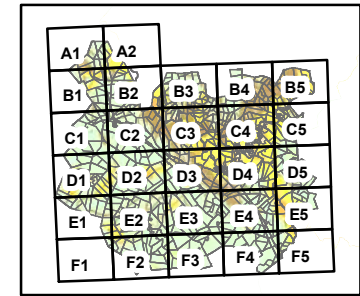 A1 A2
B1 B2 B3 B4 B5
C1 C2 C3 C4 C5
D1 D2 D3 D4 D5
E1 E2 E3 E4 E5
F1 F2 F3 F4 F5